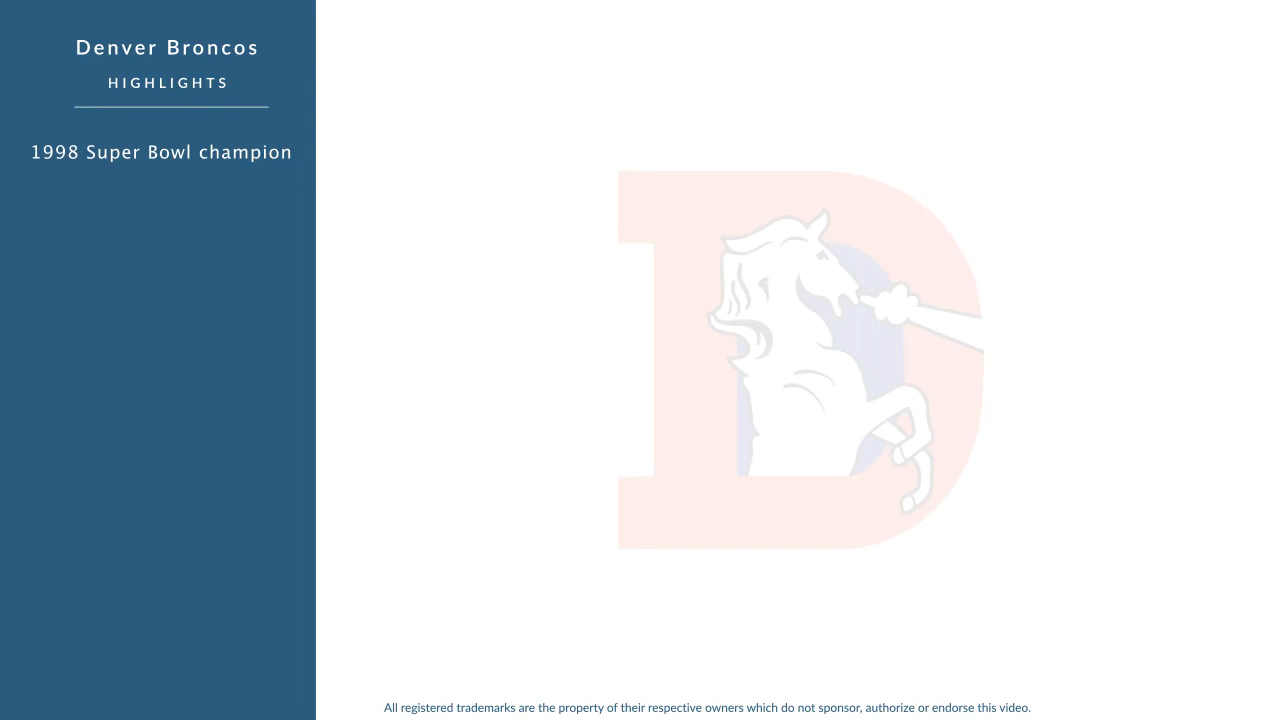 Denver Broncos
HIGHLIGHTS
1998 Super Bowl champion
All registered trademarks are the property of their respective owners which do not sponsor, authorize or endorse this video.